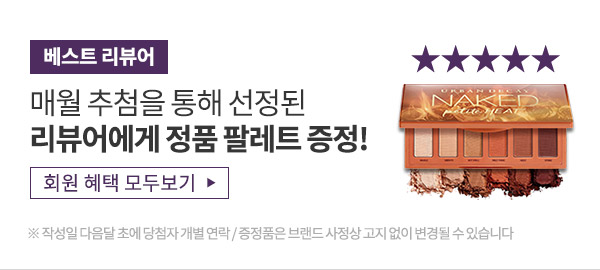 베스트 리뷰어
매월 추첨을 통해 선정된
리뷰어에게 정품 팔레트 증정!
회원 혜택 모두보기 ▶
※ 작성일 다음달 초에 당첨자 개별 연락 / 증정품은 브랜드 사정상 고지 없이 변경될 수 있습니다
★★★★★
URBAN DECAY
NAKED
petite HEAT